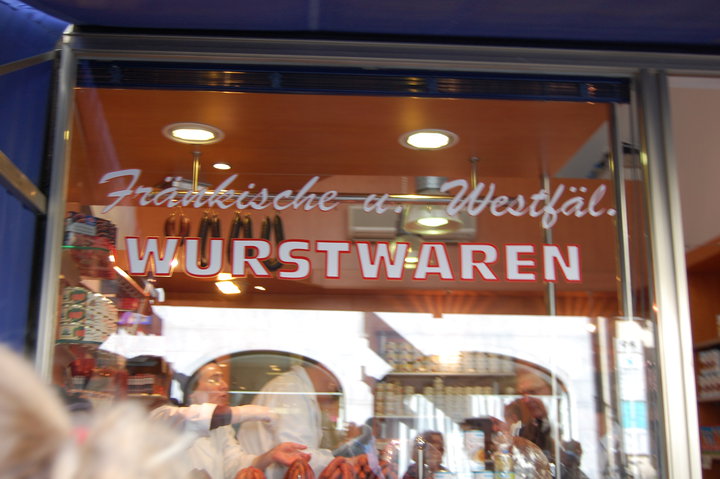 Fränkische u. Westfäl.
WURSTWAREN